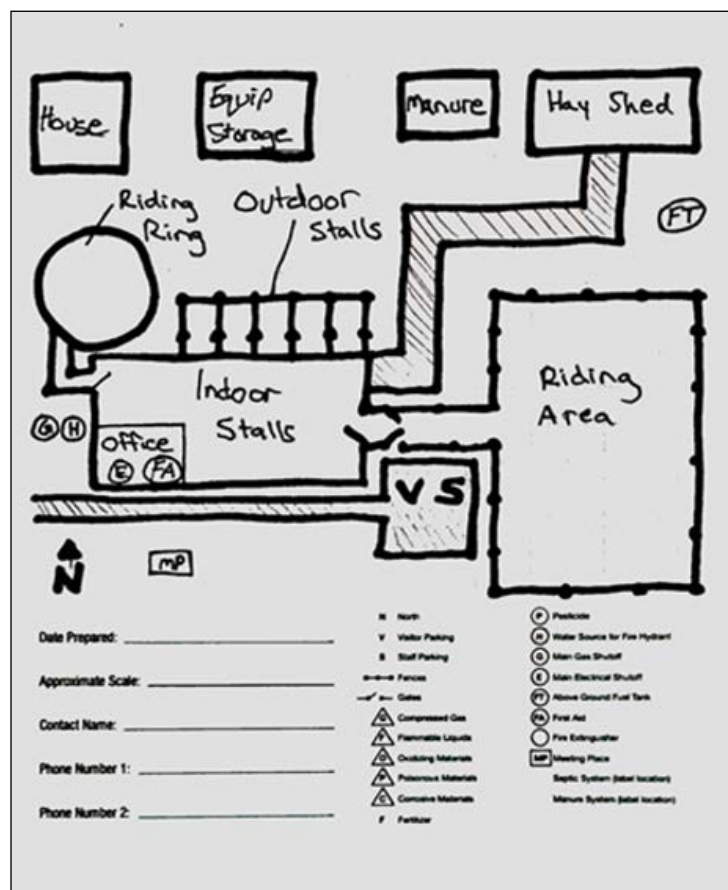 House
Equip
Storage
Manure
Hay Shed
Riding
Ring
Outdoor
Stalls
FT
Indoor
Stalls
Riding
Area
G H
Office
E FA
V S
N
MP
Date Prepared:
Approximate Scale:
Contact Name:
Phone Number 1:
Phone Number 2:
N North
V Visitor Parking
S Staff Parking
Fences
Gates
G Compressed Gas
F Flammable Liquids
O Oxidizing Materials
P Poisonous Materials
C Corrosive Materials
F Fertilizer
P Pesticide
H Water Source for Fire Hydrant
G Main Gas Shutoff
E Main Electrical Shutoff
FT Above Ground Fuel Tank
FA First Aid
Fire Extinguisher
MP Meeting Place
Septic System (label location)
Manure System (label location)